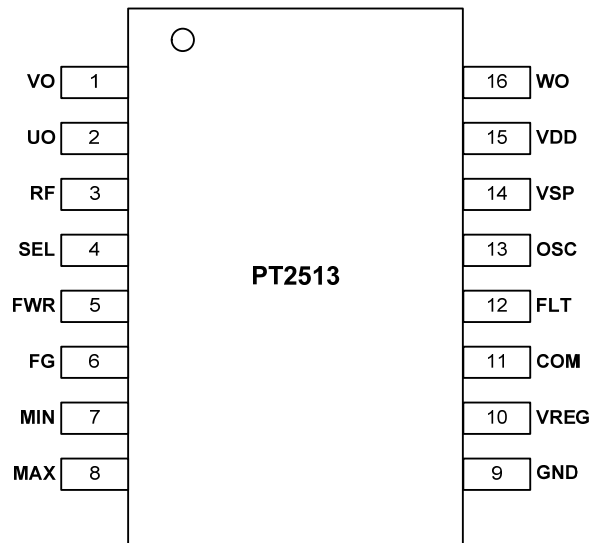 VO 1 16 WO
UO 2 15 VDD
RF 3 14 VSP
SEL 4 13 OSC
PT2513
FWR 5 12 FLT
FG 6 11 COM
MIN 7 10 VREG
MAX 8 9 GND